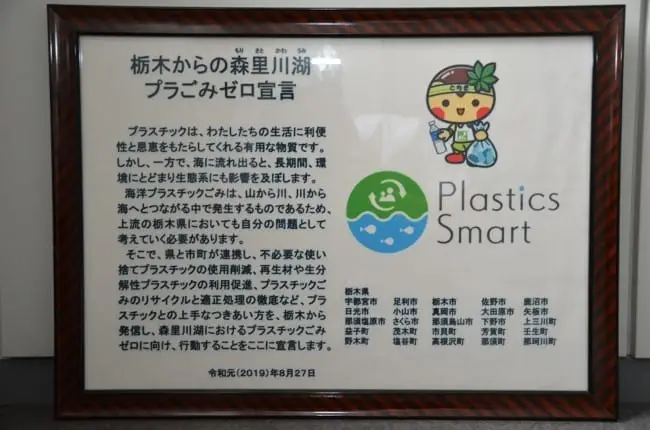 栃木からの森里川湖
もりさとかわうみ
プラごみゼロ宣言
プラスチックは、わたしたちの生活に利便
性と恩恵をもたらしてくれる有用な物質です。
しかし、一方で、海に流れ出ると、長期間、環
境にとどまり生態系にも影響を及ぼします。
海洋プラスチックごみは、山から川、川から
海へとつながる中で発生するものであるため、
上流の栃木県においても自分の問題として
考えていく必要があります。
そこで、県と市町が連携し、不必要な使い
捨てプラスチックの使用削減、再生材や生分
解性プラスチックの利用促進、プラスチックご
みのリサイクルと適正処理の徹底など、プラ
スチックとの上手なつきあい方を、栃木から
発信し、森里川湖におけるプラスチックごみ
ゼロに向け、行動することをここに宣言します。
令和元(2019)年8月27日
とちぎ
Plastics
Smart
栃木県
宇都宮市 足利市 栃木市 佐野市 鹿沼市
日光市 小山市 真岡市 大田原市 矢板市
那須塩原市 さくら市 那須烏山市 下野市 上三川町
益子町 茂木町 市貝町 芳賀町 壬生町
野木町 塩谷町 高根沢町 那須町 那珂川町